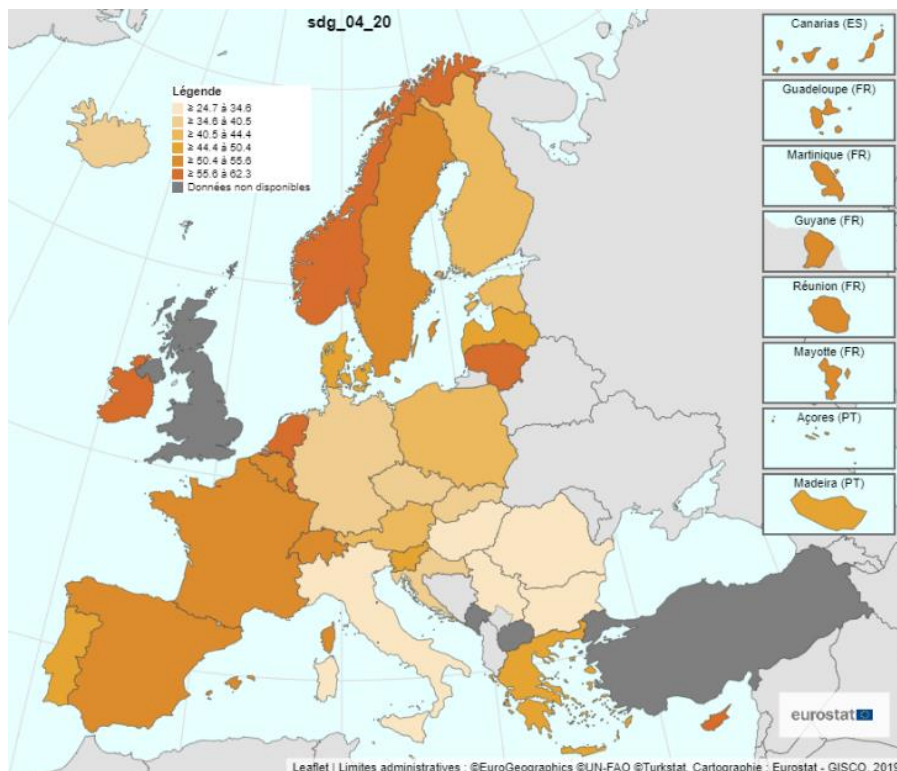 sdg_04_20
Légende
≥ 24.7 à 34.6
≥ 34.6 à 40.5
≥ 40.5 à 44.4
≥ 44.4 à 50.4
≥ 50.4 à 55.6
≥ 55.6 à 62.3
Données non disponibles
Canarias (ES)
Guadeloupe (FR)
Martinique (FR)
Guyane (FR)
Réunion (FR)
Mayotte (FR)
Açores (PT)
Madeira (PT)
eurostat
Leaflet | Limites administratives : ©EuroGeographics ©UN-FAO ©Turkstat, Cartographie : Eurostat - GISCO, 2019